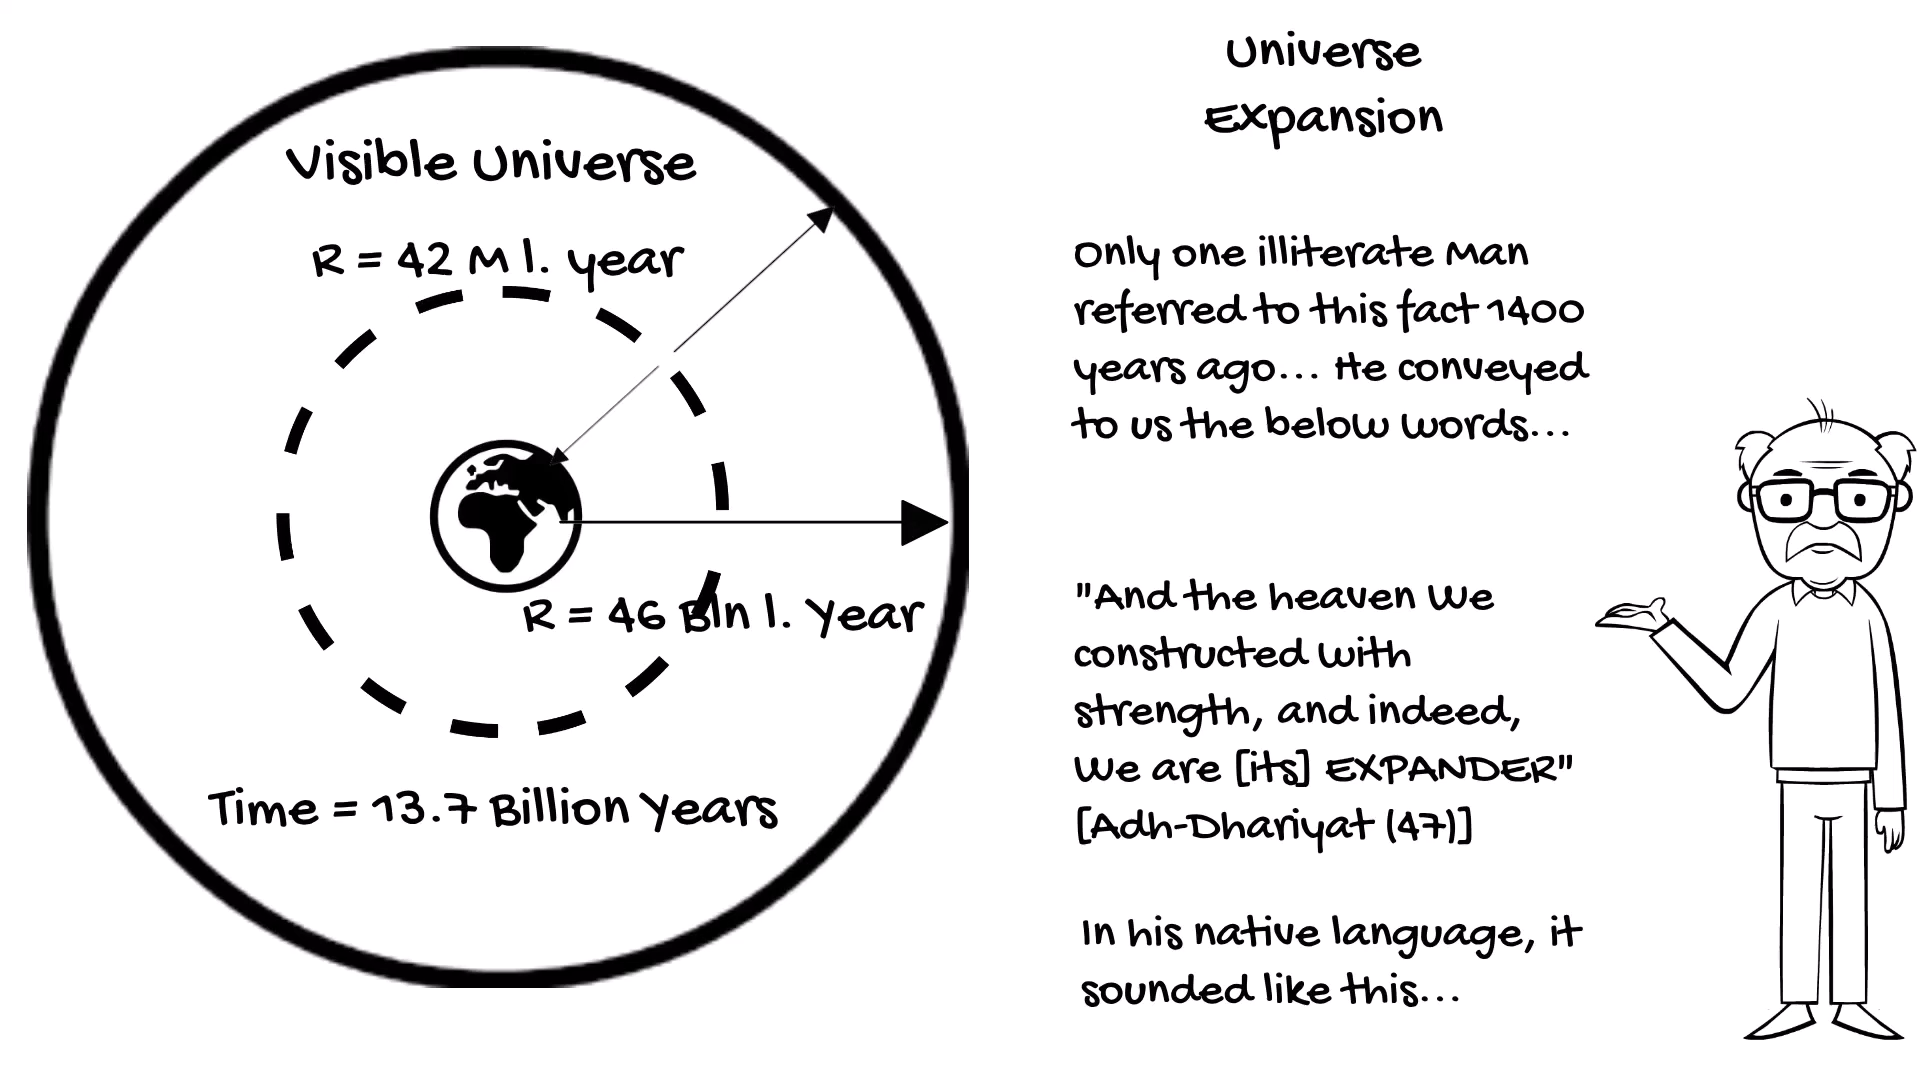 Visible Universe
R = 42 M l. year
R = 46 Bln l. Year
Time = 13.7 Billion Years
Universe
Expansion
Only one illiterate Man
referred to this fact 1400
years ago... He conveyed
to us the below words...
"And the heaven We
constructed with
strength, and indeed,
We are [its] EXPANDER"
[Adh-Dhariyat (47)]
In his native language, it
sounded like this...